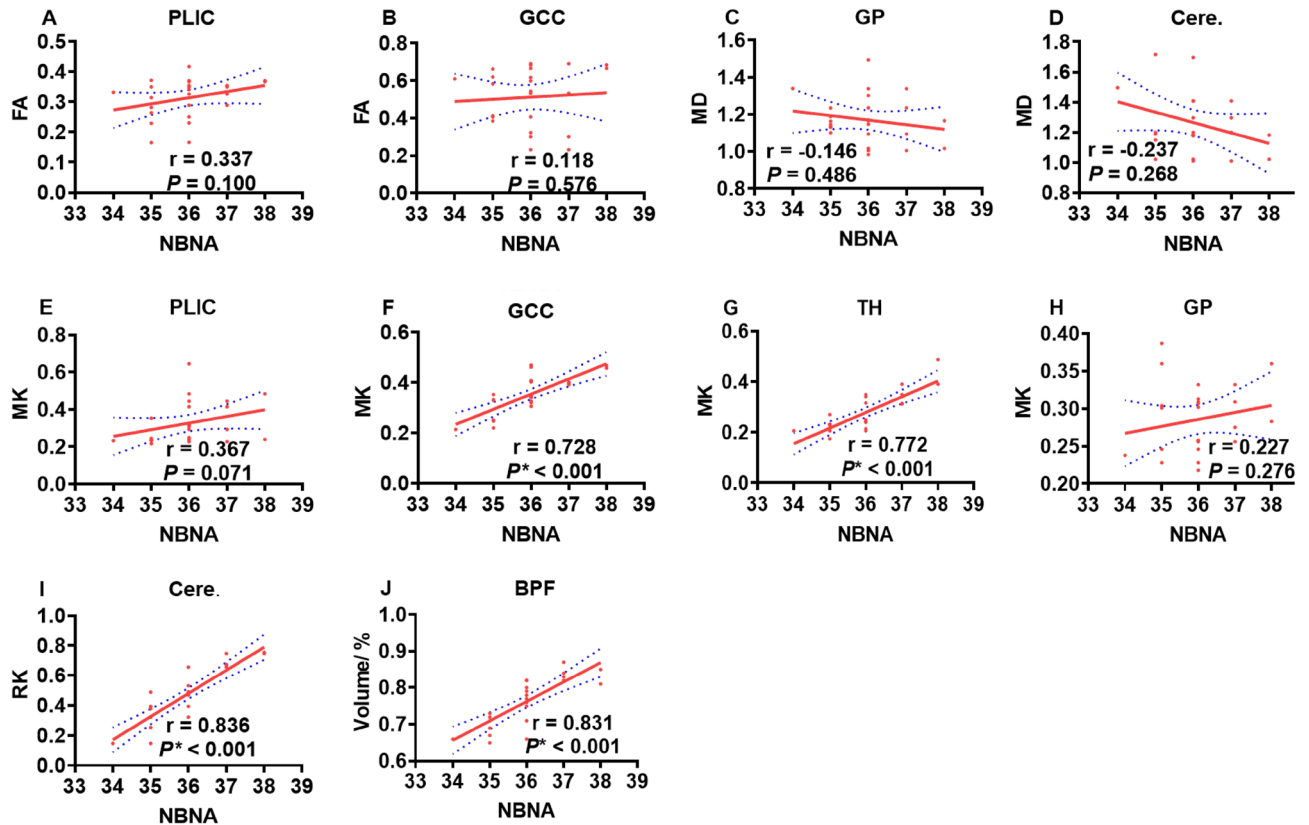 A PLIC
FA
0.5
0.4
0.3
0.2
0.1
0.0
r = 0.337
P = 0.100
33 34 35 36 37 38 39
NBNA
B GCC
FA
0.8
0.6
0.4
0.2
0.0
r = 0.118
P = 0.576
33 34 35 36 37 38 39
NBNA
C GP
MD
1.6
1.4
1.2
1.0
0.8
r = -0.146
P = 0.486
33 34 35 36 37 38 39
NBNA
D Cere.
MD
1.8
1.6
1.4
1.2
1.0
0.8
r = -0.237
P = 0.268
33 34 35 36 37 38
NBNA
E PLIC
MK
0.8
0.6
0.4
0.2
0.0
r = 0.367
P = 0.071
33 34 35 36 37 38 39
NBNA
F GCC
MK
0.6
0.4
0.2
0.0
r = 0.728
P* < 0.001
33 34 35 36 37 38 39
NBNA
G TH
MK
0.6
0.4
0.2
0.0
r = 0.772
P* < 0.001
33 34 35 36 37 38 39
NBNA
H GP
MK
0.40
0.35
0.30
0.25
0.20
r = 0.227
P = 0.276
33 34 35 36 37 38
NBNA
I Cere.
RK
1.0
0.8
0.6
0.4
0.2
0.0
r = 0.836
P* < 0.001
33 34 35 36 37 38 39
NBNA
J BPF
Volume/ %
1.0
0.9
0.8
0.7
0.6
r = 0.831
P* < 0.001
33 34 35 36 37 38 39
NBNA